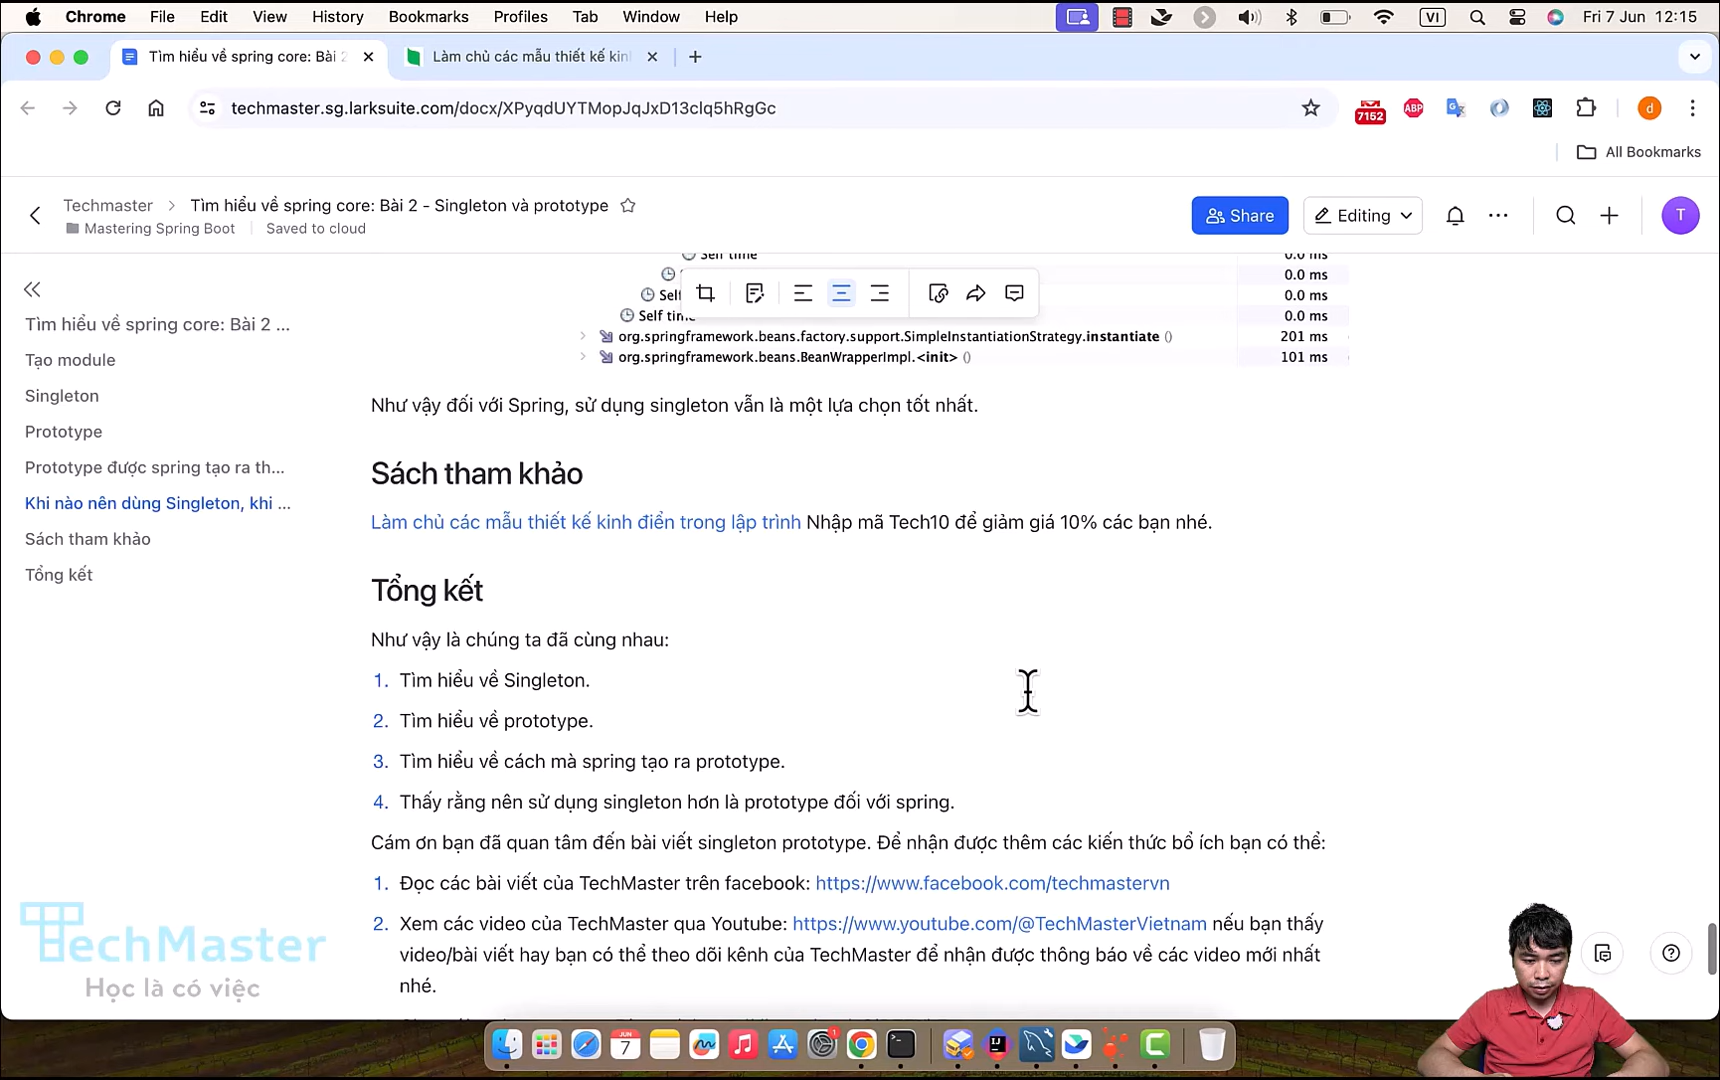 Chrome File Edit View History Bookmarks Profiles Tab Window Help VI Fri 7 Jun 12:15
Tìm hiểu về spring core: Bài 2 Làm chủ các mẫu thiết kế kin
techmaster.sg.larksuite.com/docx/XPyqdUYTMopJqJxD13clq5hRgGc 7152 ABP d
All Bookmarks
Techmaster Tìm hiểu về spring core: Bài 2 - Singleton và prototype
Mastering Spring Boot Saved to cloud
Share Editing T
Self time 0.0 ms
0.0 ms
Self 0.0 ms
Self time 0.0 ms
org.springframework.beans.factory.support.SimpleInstantiationStrategy.instantiate () 201 ms
org.springframework.beans.BeanWrapperImpl.<init> () 101 ms
Tìm hiểu về spring core: Bài 2 ...
Tạo module
Singleton
Prototype
Prototype được spring tạo ra th...
Khi nào nên dùng Singleton, khi ...
Sách tham khảo
Tổng kết
Như vậy đối với Spring, sử dụng singleton vẫn là một lựa chọn tốt nhất.
Sách tham khảo
Làm chủ các mẫu thiết kế kinh điển trong lập trình Nhập mã Tech10 để giảm giá 10% các bạn nhé.
Tổng kết
Như vậy là chúng ta đã cùng nhau:
1. Tìm hiểu về Singleton.
2. Tìm hiểu về prototype.
3. Tìm hiểu về cách mà spring tạo ra prototype.
4. Thấy rằng nên sử dụng singleton hơn là prototype đối với spring.
Cám ơn bạn đã quan tâm đến bài viết singleton prototype. Để nhận được thêm các kiến thức bổ ích bạn có thể:
1. Đọc các bài viết của TechMaster trên facebook: https://www.facebook.com/techmastervn
2. Xem các video của TechMaster qua Youtube: https://www.youtube.com/@TechMasterVietnam nếu bạn thấy
video/bài viết hay bạn có thể theo dõi kênh của TechMaster để nhận được thông báo về các video mới nhất
nhé.
TechMaster
Học là có việc
JUN
7
1
IJ